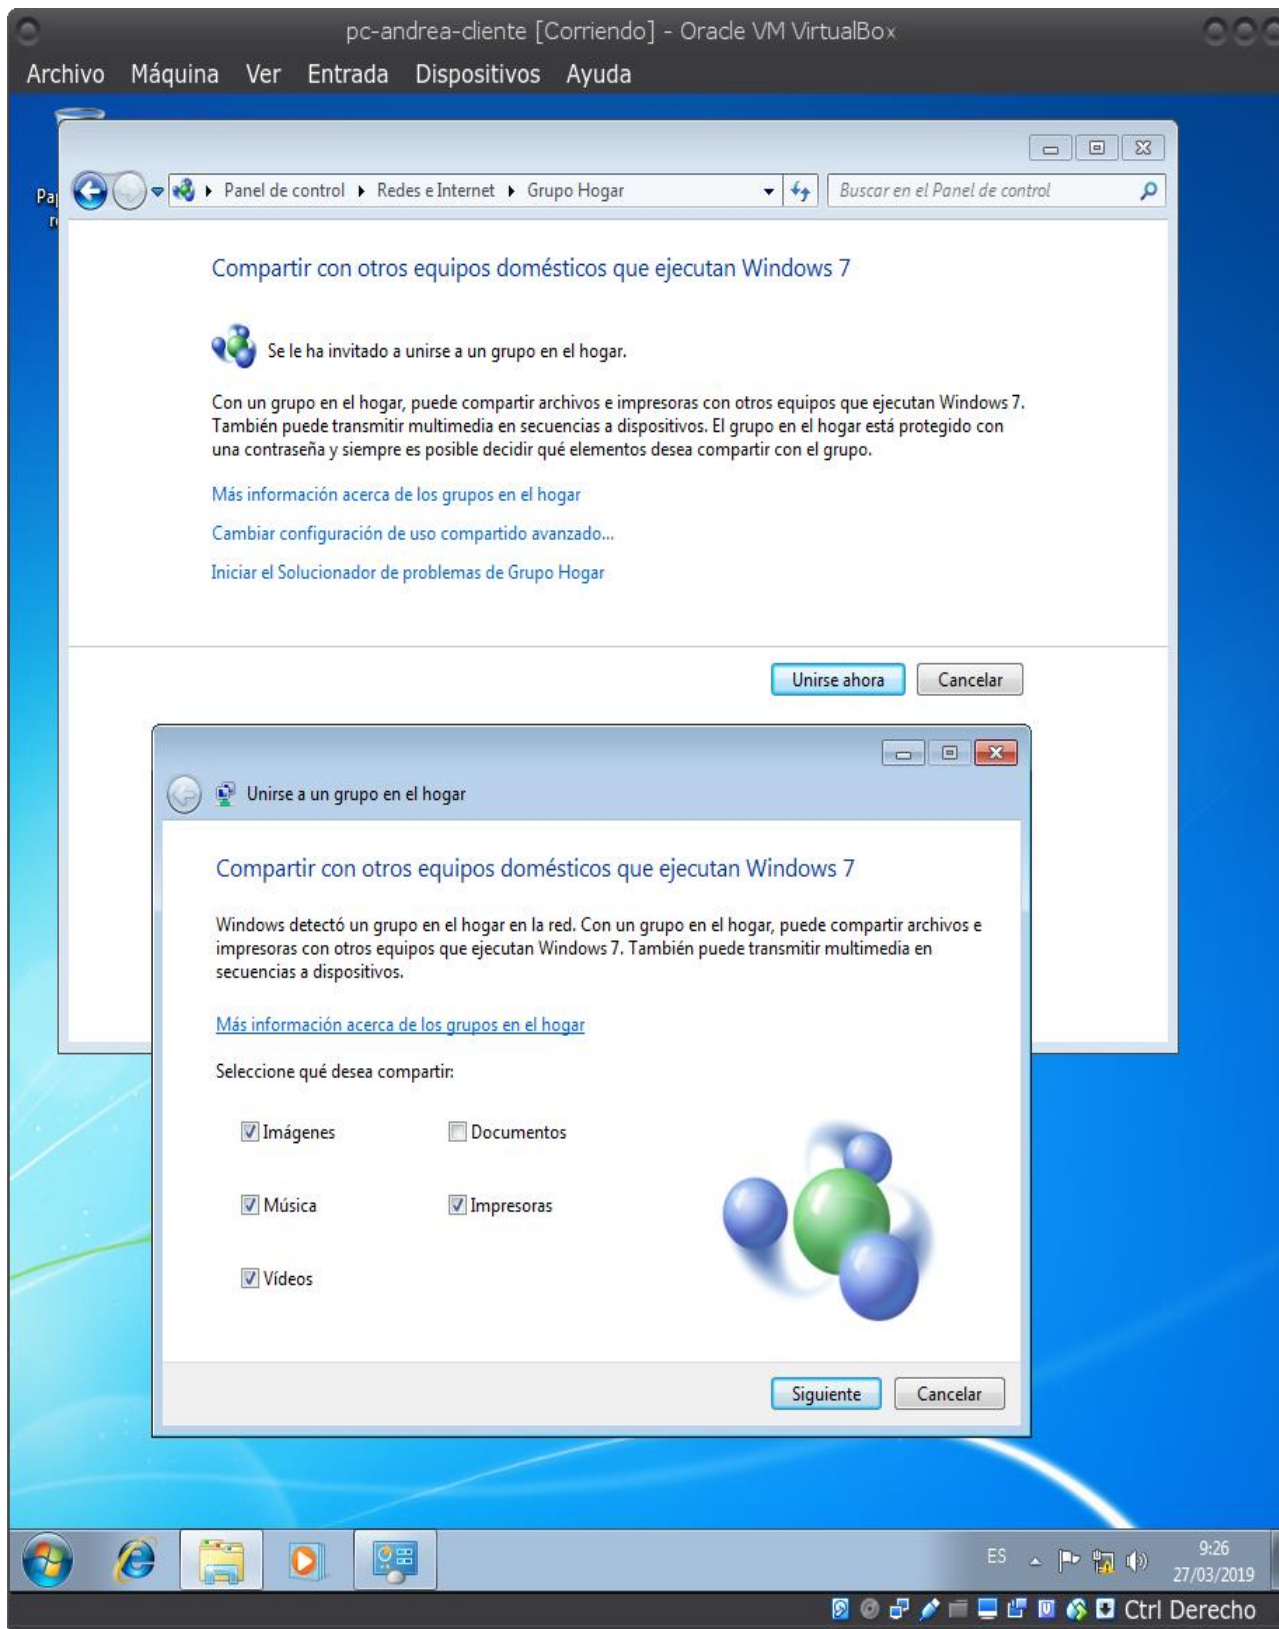 pc-andrea-cliente [Corriendo] - Oracle VM VirtualBox
Archivo Máquina Ver Entrada Dispositivos Ayuda
Panel de control Redes e Internet Grupo Hogar
Buscar en el Panel de control
Compartir con otros equipos domésticos que ejecutan Windows 7
Se le ha invitado a unirse a un grupo en el hogar.
Con un grupo en el hogar, puede compartir archivos e impresoras con otros equipos que ejecutan Windows 7.
También puede transmitir multimedia en secuencias a dispositivos. El grupo en el hogar está protegido con
una contraseña y siempre es posible decidir qué elementos desea compartir con el grupo.
Más información acerca de los grupos en el hogar
Cambiar configuración de uso compartido avanzado...
Iniciar el Solucionador de problemas de Grupo Hogar
Unirse ahora Cancelar
Unirse a un grupo en el hogar
Compartir con otros equipos domésticos que ejecutan Windows 7
Windows detectó un grupo en el hogar en la red. Con un grupo en el hogar, puede compartir archivos e
impresoras con otros equipos que ejecutan Windows 7. También puede transmitir multimedia en
secuencias a dispositivos.
Más información acerca de los grupos en el hogar
Seleccione qué desea compartir:
Imágenes Documentos
Música Impresoras
Vídeos
Siguiente Cancelar
ES
9:26
27/03/2019
Ctrl Derecho